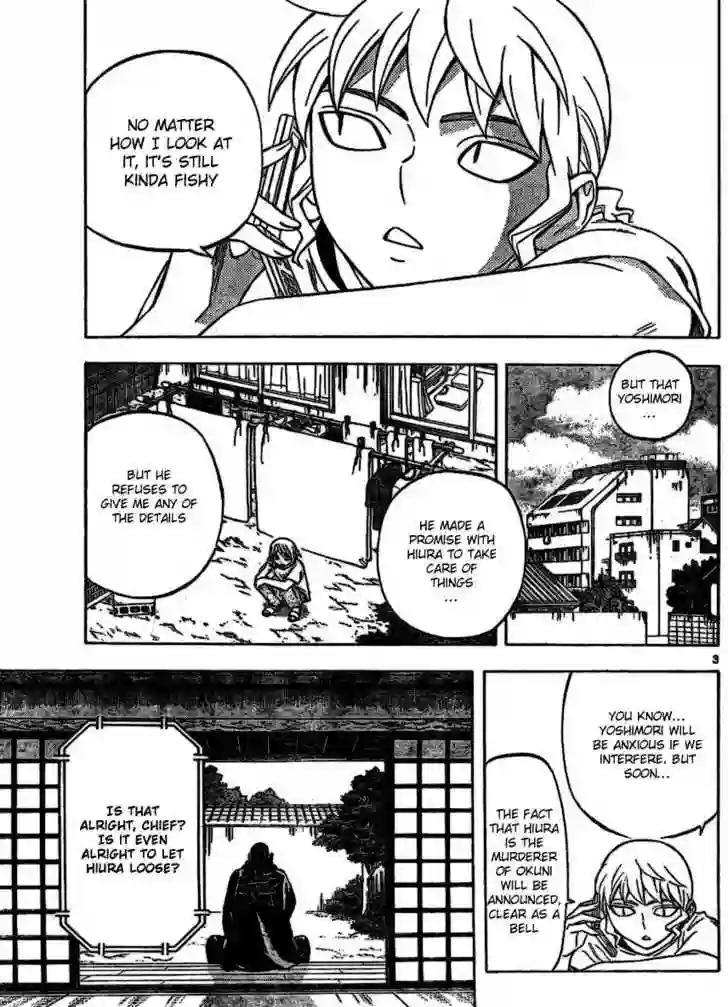 NO MATTER
HOW I LOOK AT
IT, IT'S STILL
KINDA FISHY
BUT THAT
YOSHIMORI
...
HE MADE A
PROMISE WITH
HIURA TO TAKE
CARE OF
THINGS
...
BUT HE
REFUSES TO
GIVE ME ANY OF
THE DETAILS
3
YOU KNOW...
YOSHIMORI WILL
BE ANXIOUS IF WE
INTERFERE. BUT
SOON...
THE FACT
THAT HIURA
IS THE
MURDERER
OF OKUNI
WILL BE
ANNOUNCED,
CLEAR AS A
BELL
IS THAT
ALRIGHT, CHIEF?
IS IT EVEN
ALRIGHT TO LET
HIURA LOOSE?